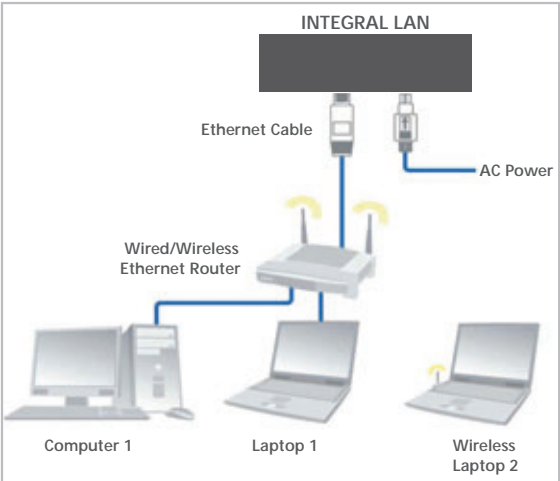 INTEGRAL LAN
Ethernet Cable
AC Power
Wired/Wireless
Ethernet Router
Computer 1
Laptop 1
Wireless
Laptop 2